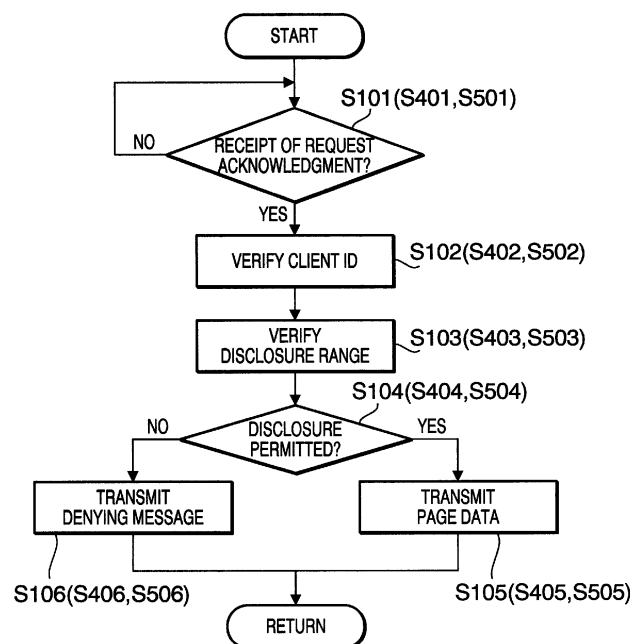 START
S101(S401,S501)
NO
RECEIPT OF REQUEST
ACKNOWLEDGMENT?
YES
VERIFY CLIENT ID
S102(S402,S502)
VERIFY
DISCLOSURE RANGE
S103(S403,S503)
S104(S404,S504)
NO
DISCLOSURE
PERMITTED?
YES
TRANSMIT
DENYING MESSAGE
TRANSMIT
PAGE DATA
S106(S406,S506)
S105(S405,S505)
RETURN